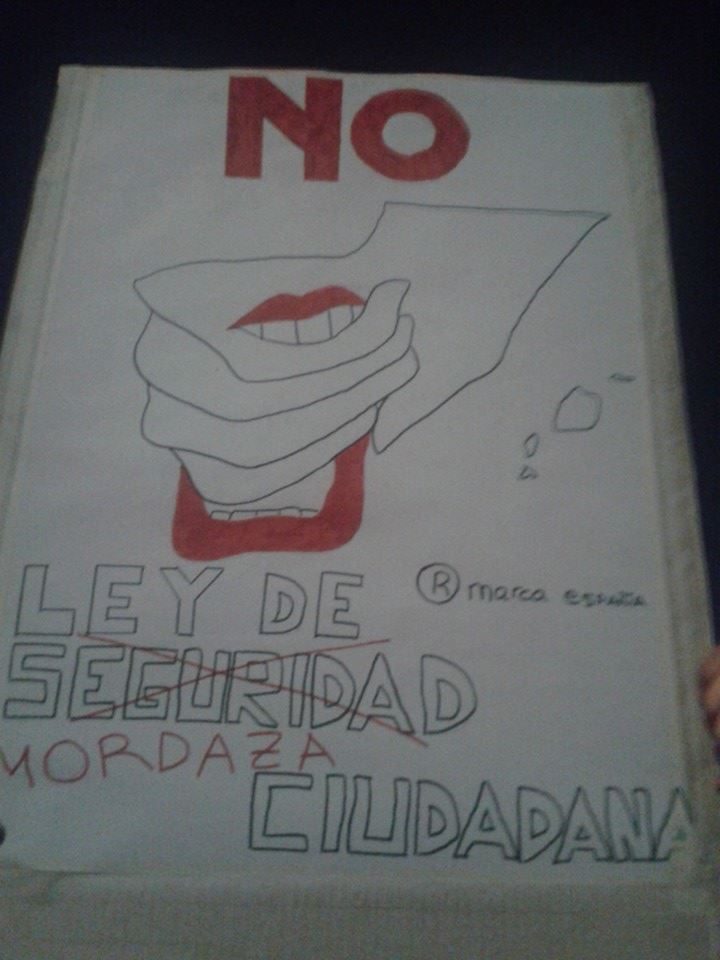 NO
LEY DE
® marca ESPAÑA
SEGURIDAD
MORDAZA
CIUDADANA